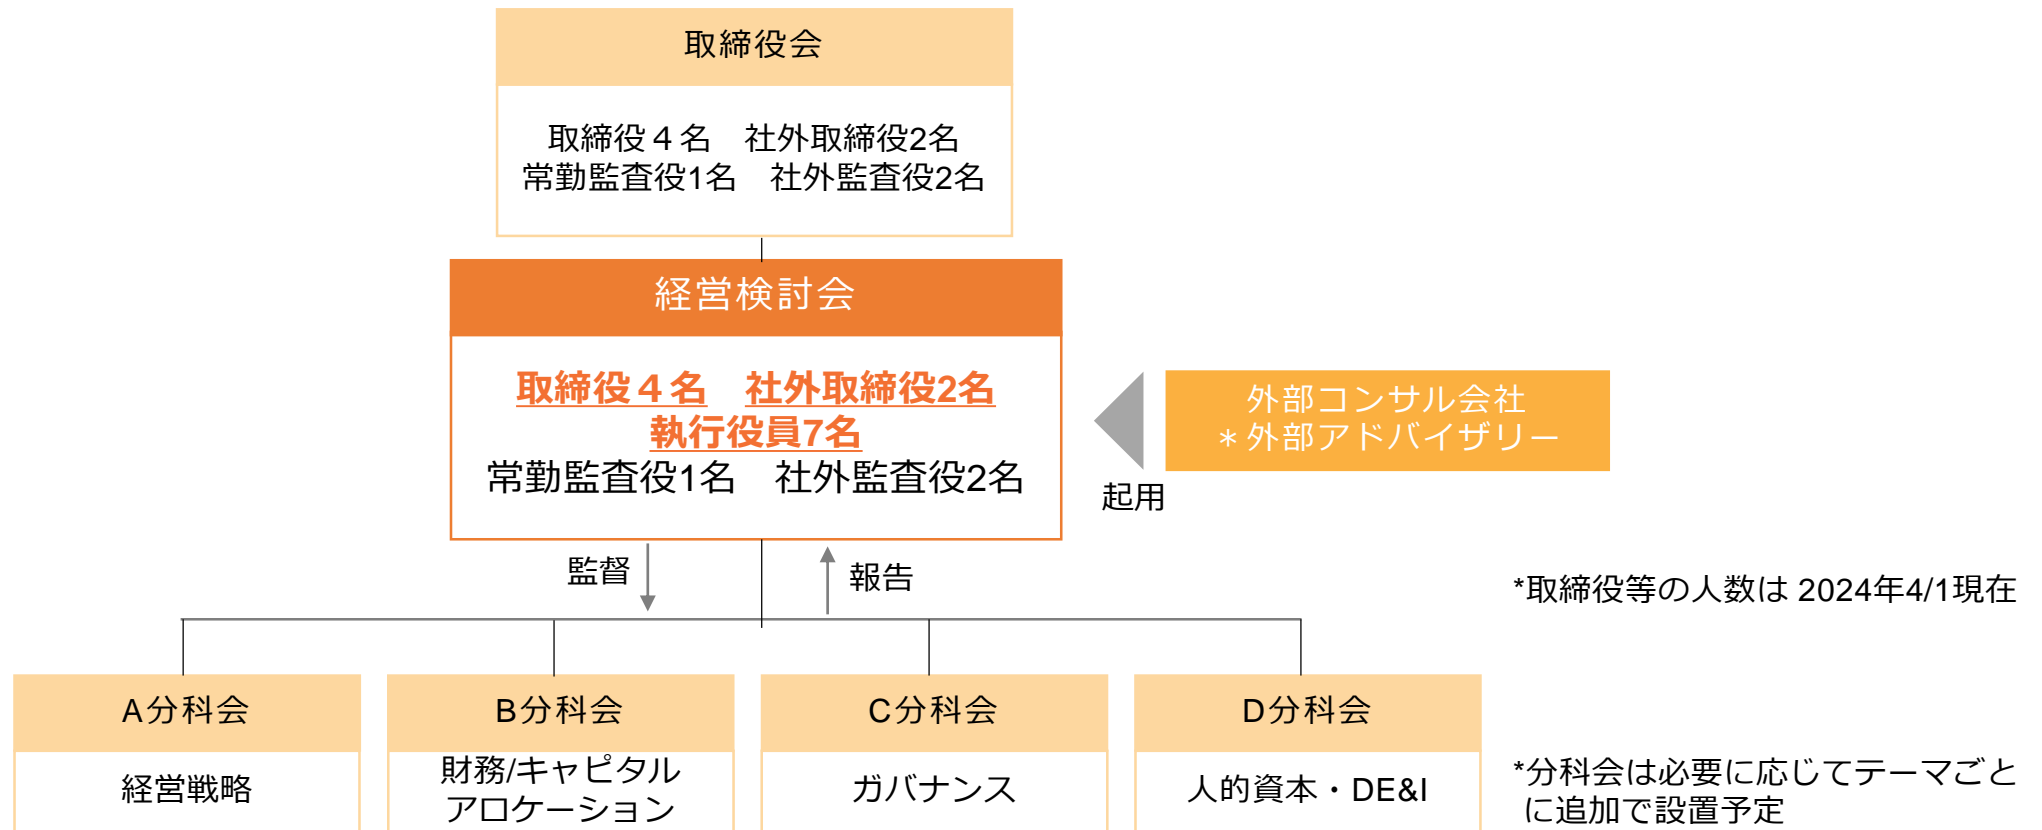 取締役会
取締役４名　社外取締役2名
常勤監査役1名　社外監査役2名
経営検討会
取締役４名　社外取締役2名
執行役員7名
常勤監査役1名　社外監査役2名
外部コンサル会社
＊外部アドバイザリー
起用
監督
報告
*取締役等の人数は 2024年4/1現在
A分科会
経営戦略
B分科会
財務/キャピタル
アロケーション
C分科会
ガバナンス
D分科会
人的資本・DE&I
*分科会は必要に応じてテーマごと
に追加で設置予定